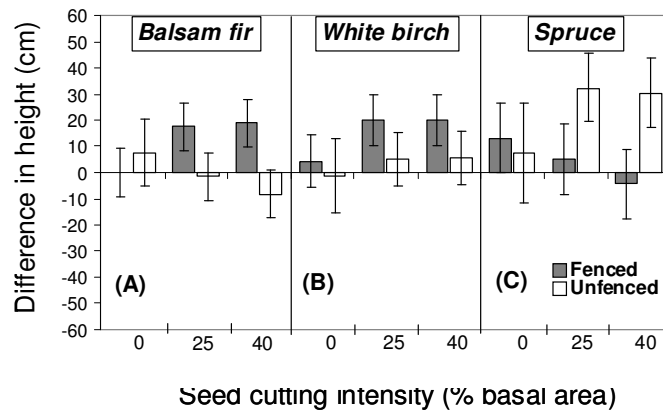 Difference in height (cm)
60
50
40
30
20
10
0
-10
-20
-30
-40
-50
-60
Balsam fir
White birch
Spruce
(A)
(B)
(C)
Fenced
Unfenced
0 25 40 0 25 40 0 25 40
Seed cutting intensity (% basal area)